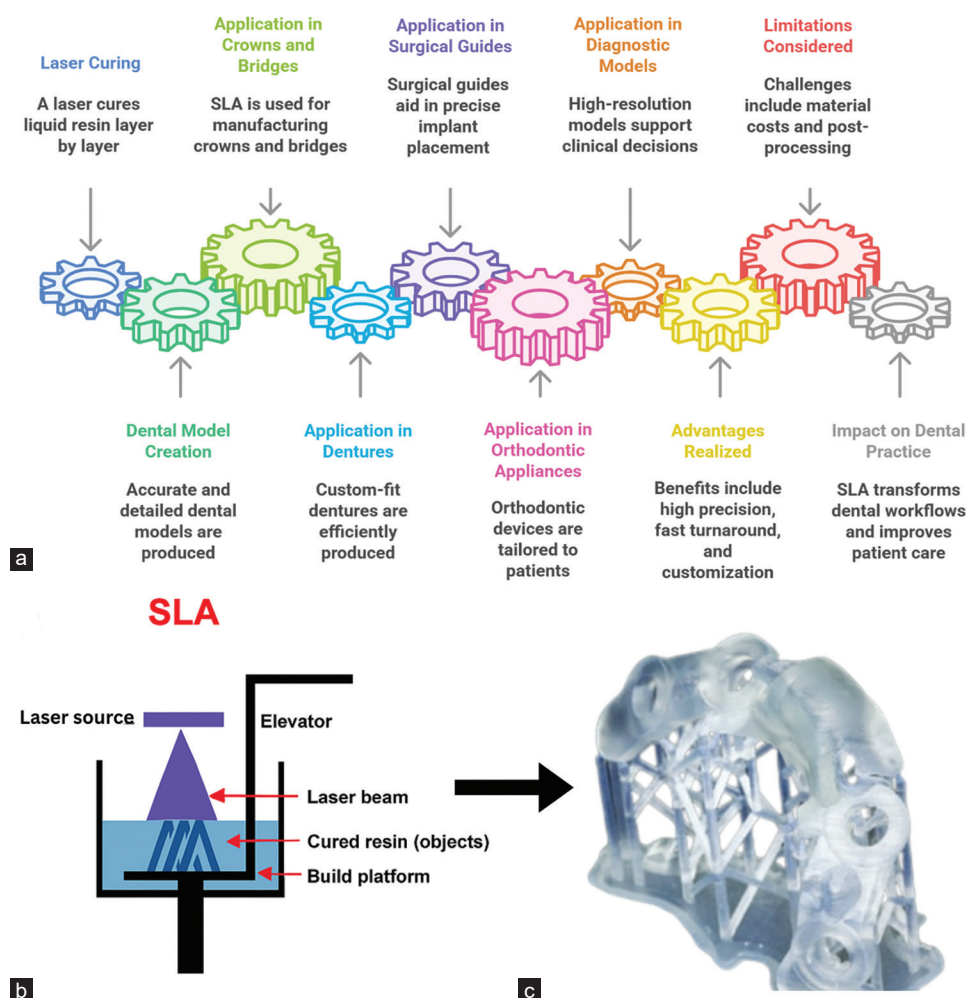 Laser Curing
A laser cures
liquid resin layer
by layer
Application in
Crowns and
Bridges
SLA is used for
manufacturing
crowns and bridges
Application in
Surgical Guides
Surgical guides
aid in precise
implant
placement
Application in
Diagnostic
Models
High-resolution
models support
clinical decisions
Limitations
Considered
Challenges
include material
costs and post-
processing
Dental Model
Creation
Accurate and
detailed dental
models are
produced
Application in
Dentures
Custom-fit
dentures are
efficiently
produced
Application in
Orthodontic
Appliances
Orthodontic
devices are
tailored to
patients
Advantages
Realized
Benefits include
high precision,
fast turnaround,
and
customization
Impact on Dental
Practice
SLA transforms
dental workflows
and improves
patient care
a
SLA
Laser source
Elevator
Laser beam
Cured resin (objects)
Build platform
b
c